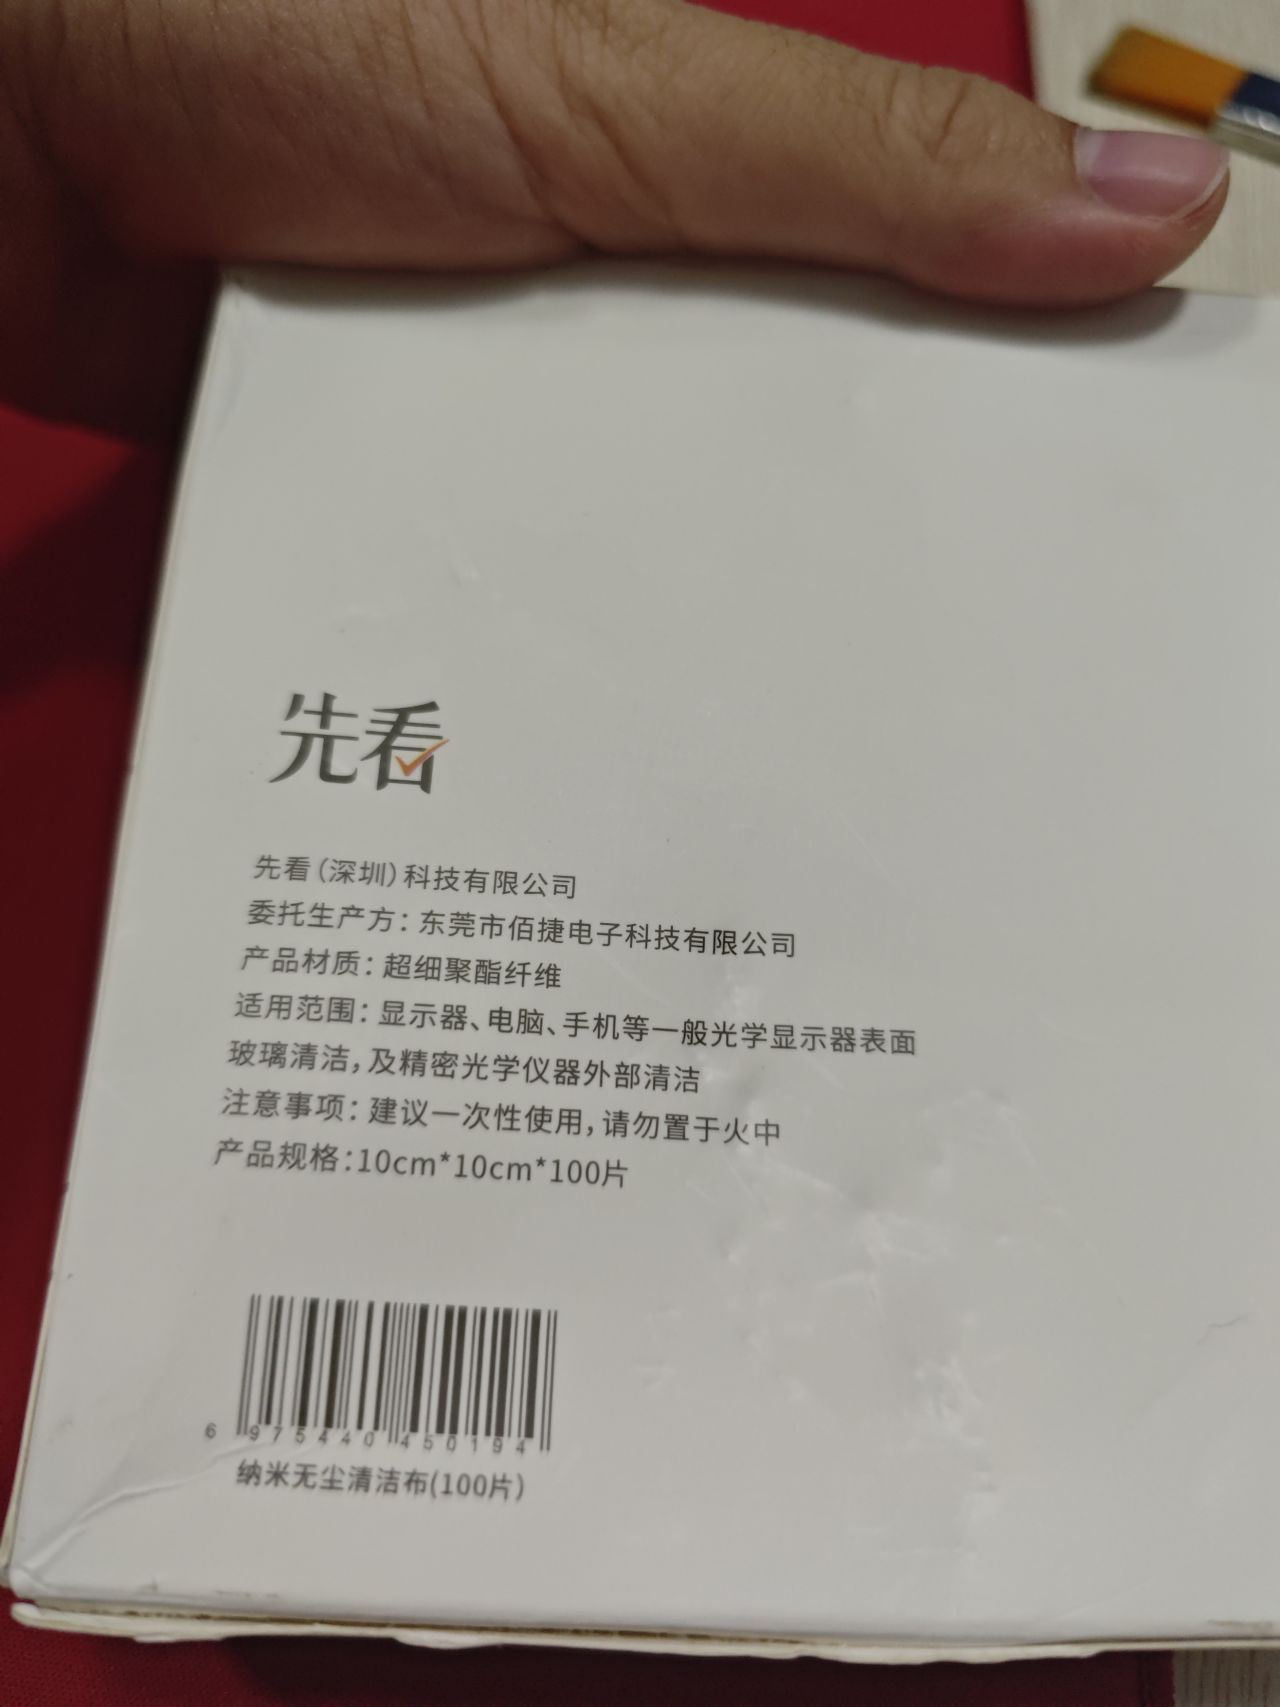 先看
先看（深圳）科技有限公司
委托生产方：东莞市佰捷电子科技有限公司
产品材质：超细聚酯纤维
适用范围：显示器、电脑、手机等一般光学显示器表面
玻璃清洁，及精密光学仪器外部清洁
注意事项：建议一次性使用，请勿置于火中
产品规格：10cm*10cm*100片
6 975440 450194
纳米无尘清洁布(100片)